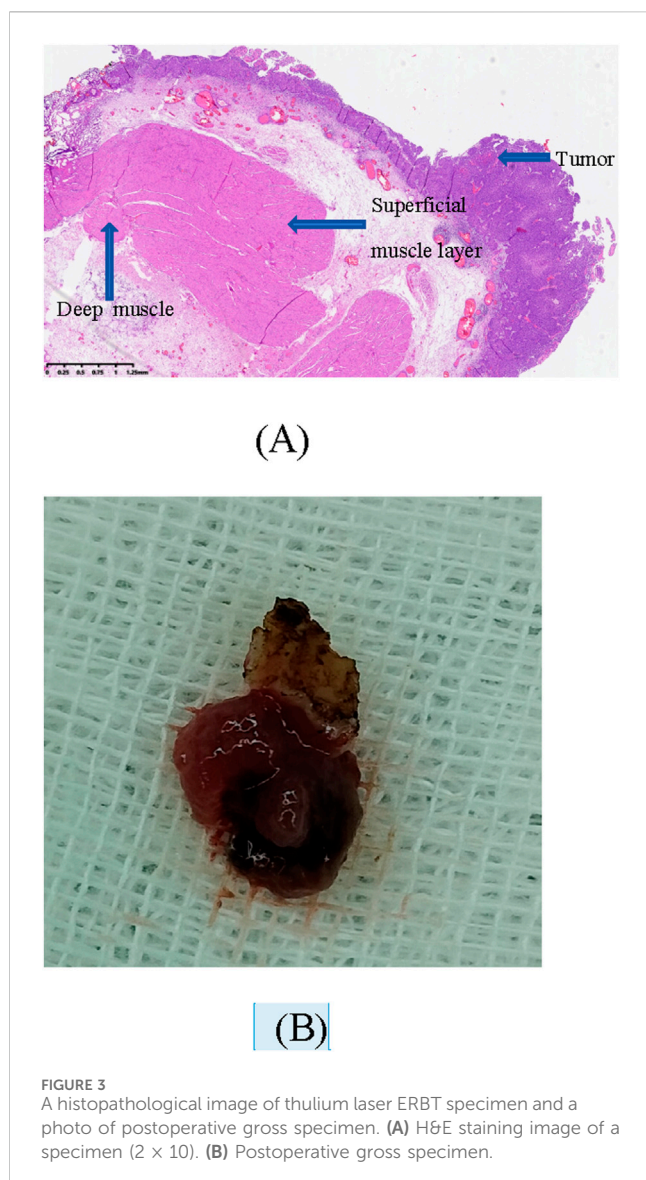 Tumor
Superficial
muscle layer
Deep muscle
0 0.25 0.5 0.75 1 1.25mm
(A)
(B)
FIGURE 3
A histopathological image of thulium laser ERBT specimen and a
photo of postoperative gross specimen. (A) H&E staining image of a
specimen (2 × 10). (B) Postoperative gross specimen.